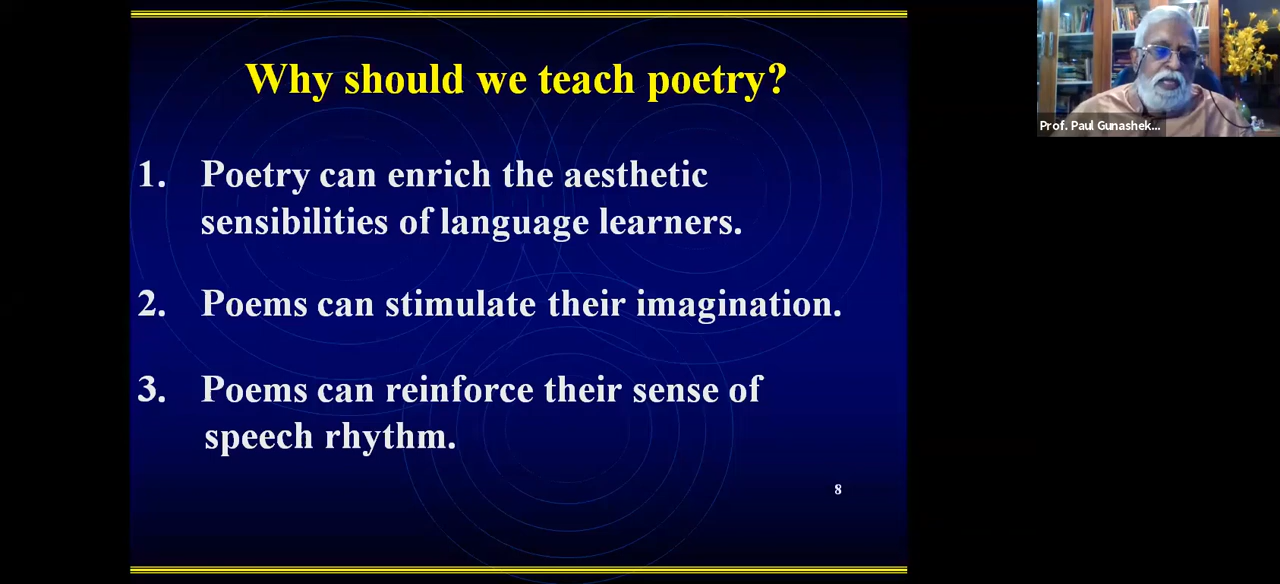 Why should we teach poetry?
1. Poetry can enrich the aesthetic
sensibilities of language learners.
2. Poems can stimulate their imagination.
3. Poems can reinforce their sense of
speech rhythm.
8
Prof. Paul Gunashek...